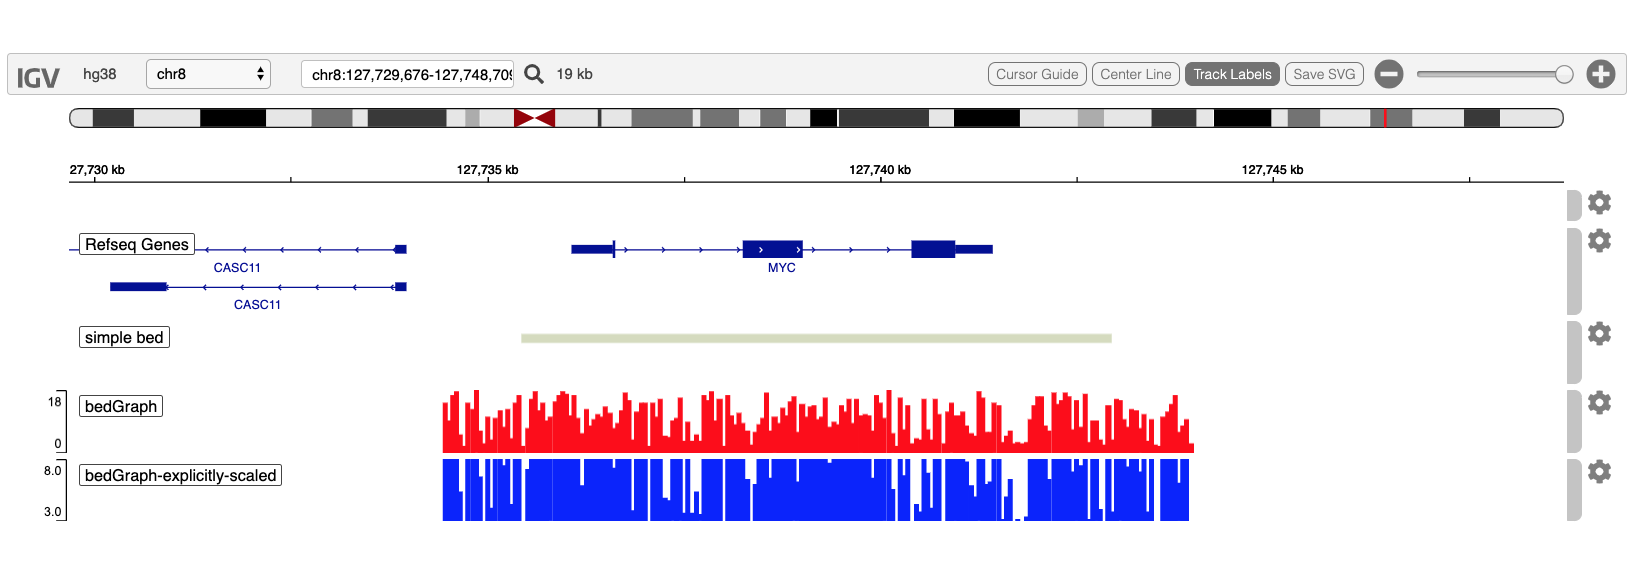 IGV hg38 chr8 chr8:127,729,676-127,748,709 19 kb Cursor Guide Center Line Track Labels Save SVG
27,730 kb 127,735 kb 127,740 kb 127,745 kb
Refseq Genes
CASC11 MYC
CASC11
simple bed
18
bedGraph
0
8.0
bedGraph-explicitly-scaled
3.0